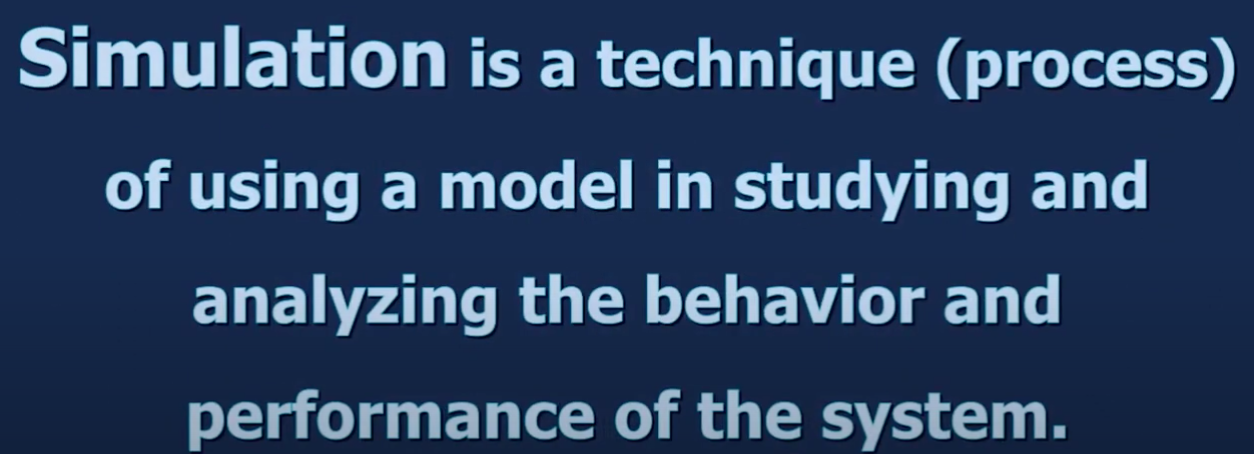 Simulation is a technique (process)
of using a model in studying and
analyzing the behavior and
performance of the system.